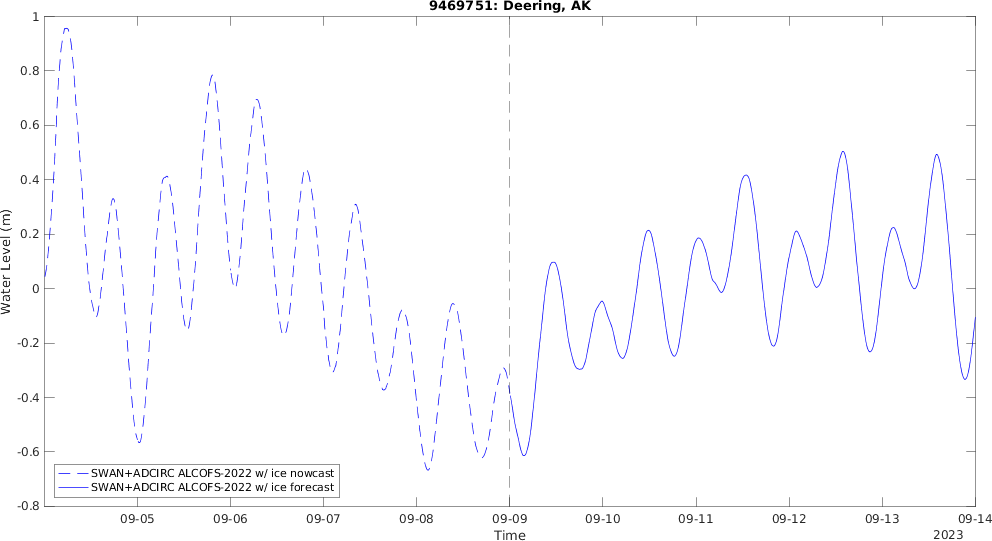 9469751: Deering, AK
1
0.8
0.6
0.4
0.2
0
-0.2
-0.4
-0.6
-0.8
Water Level (m)
SWAN+ADCIRC ALCOFS-2022 w/ ice nowcast
SWAN+ADCIRC ALCOFS-2022 w/ ice forecast
09-05 09-06 09-07 09-08 09-09 09-10 09-11 09-12 09-13 09-14
Time
2023